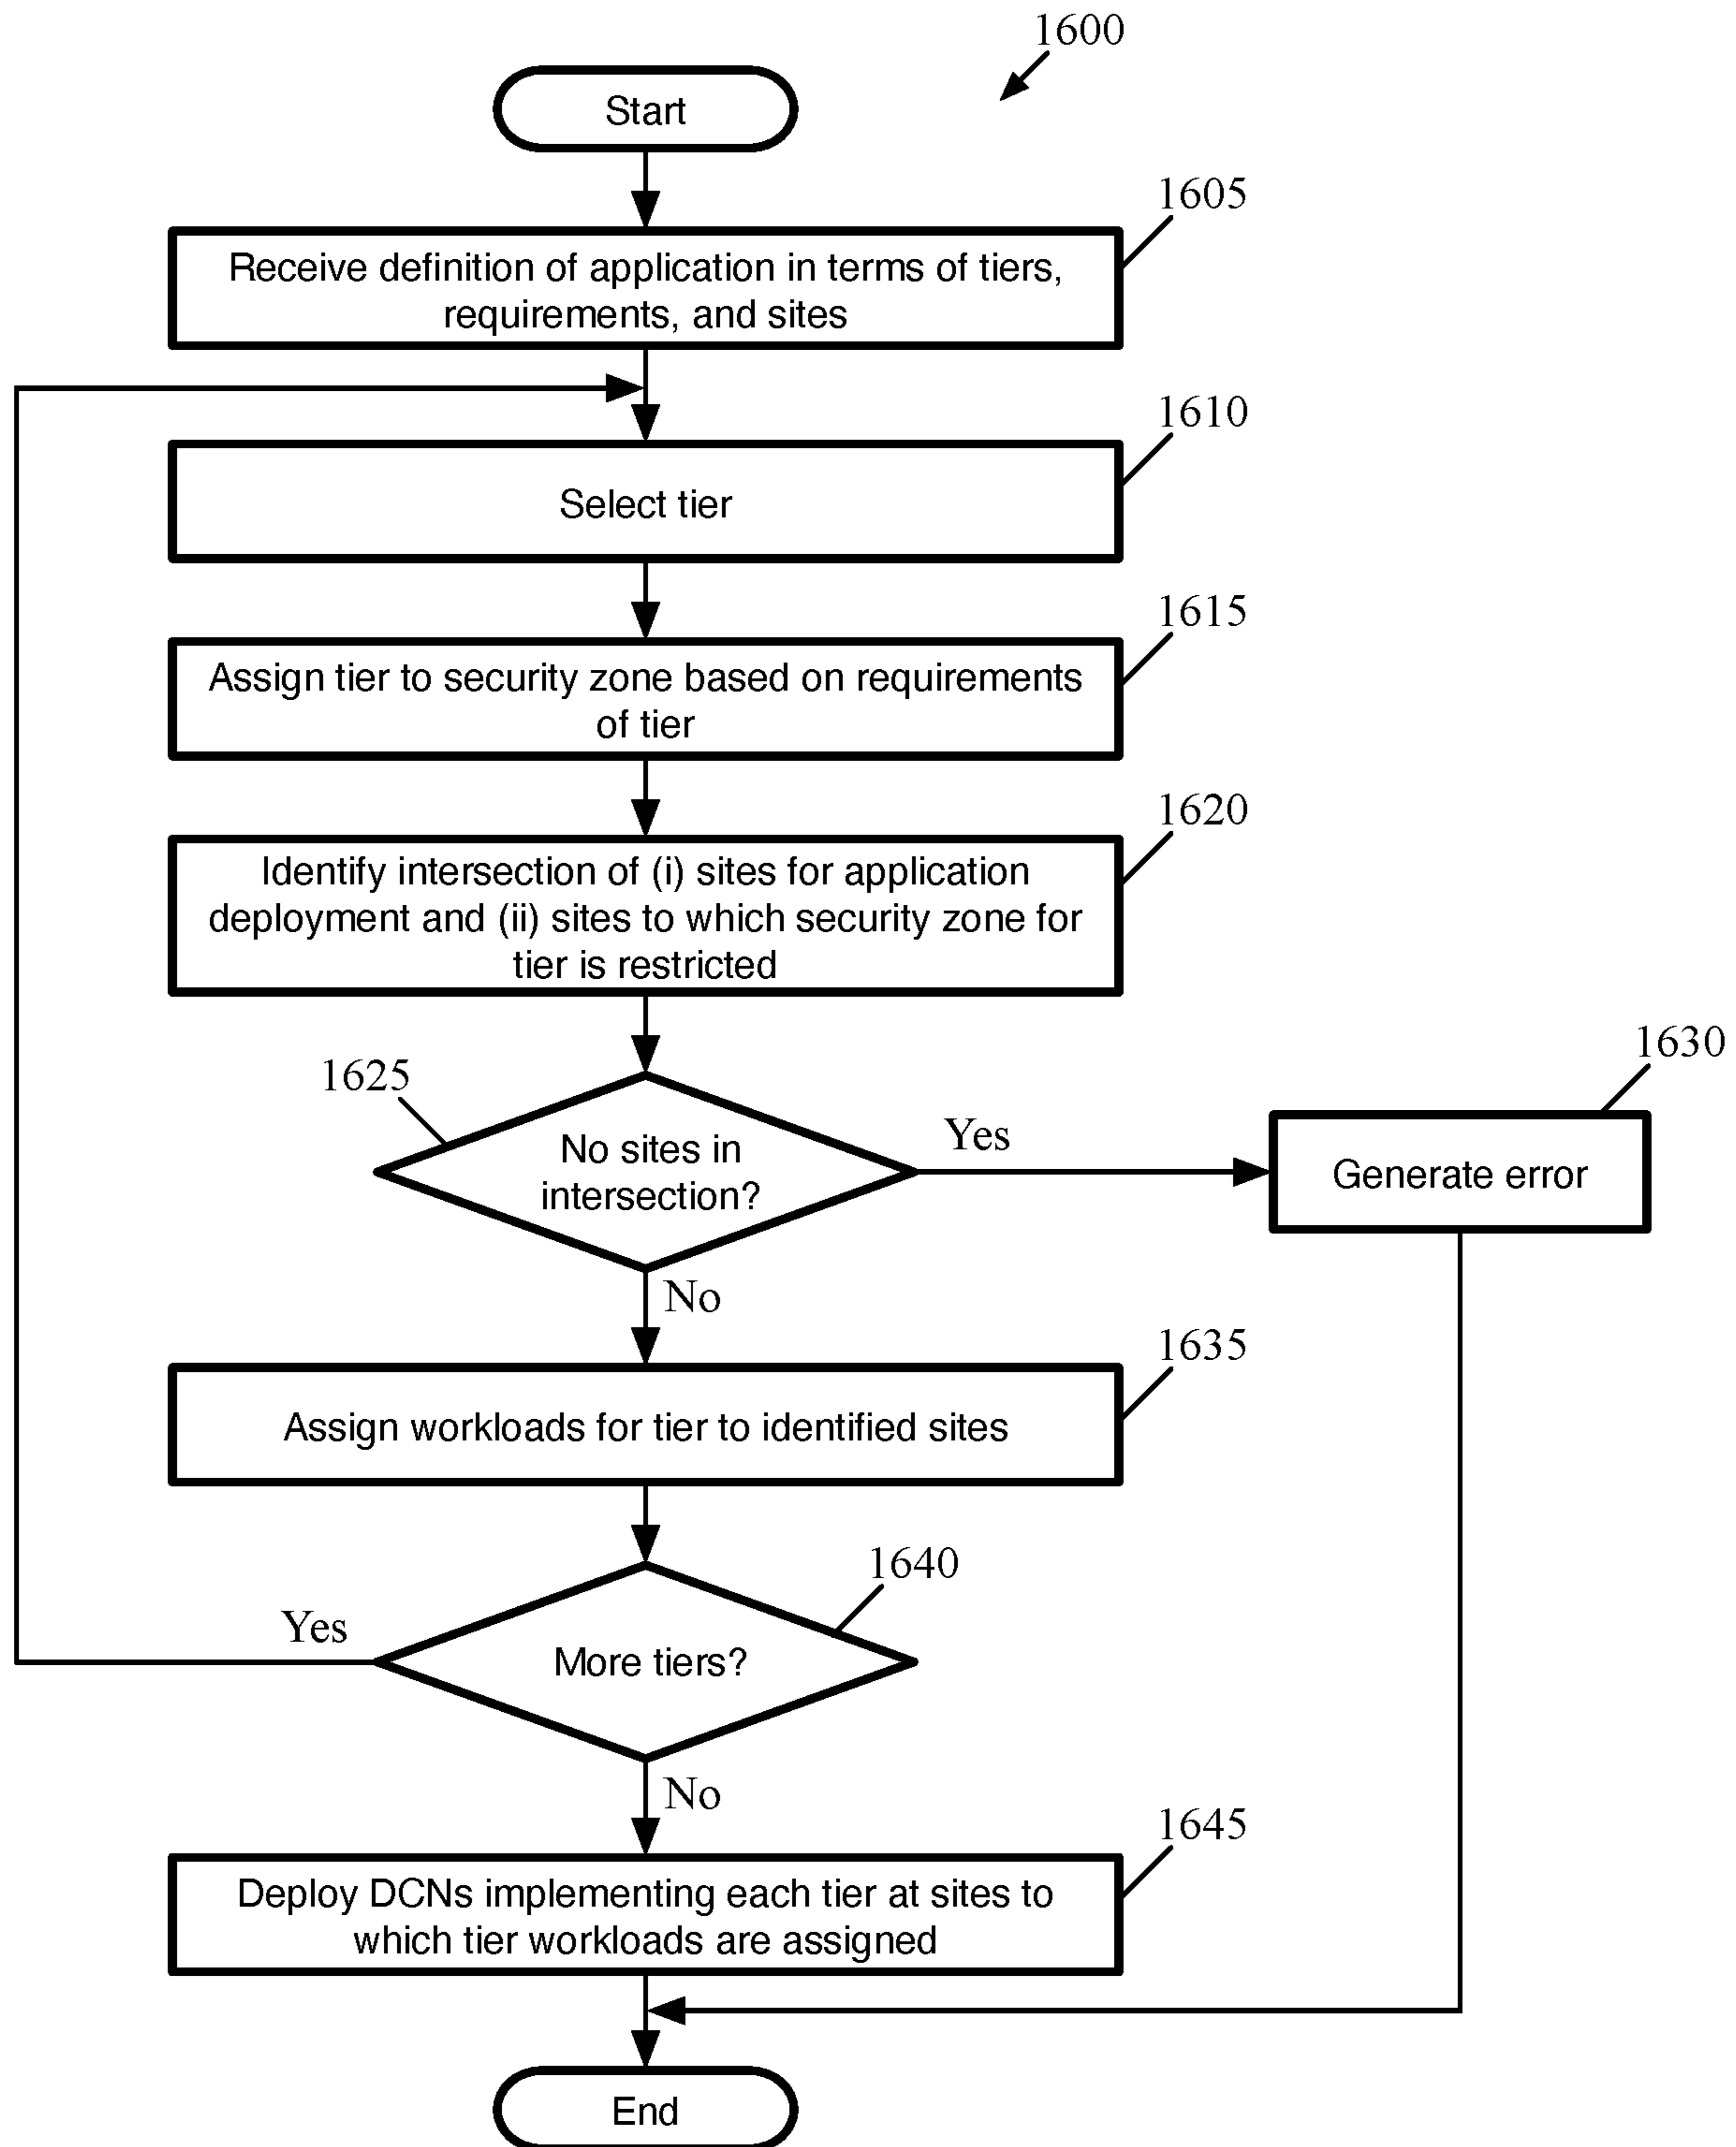 1600
Start
1605
Receive definition of application in terms of tiers,
requirements, and sites
1610
Select tier
1615
Assign tier to security zone based on requirements
of tier
1620
Identify intersection of (i) sites for application
deployment and (ii) sites to which security zone for
tier is restricted
1625
No sites in
intersection?
Yes
1630
Generate error
No
1635
Assign workloads for tier to identified sites
1640
Yes
More tiers?
No
1645
Deploy DCNs implementing each tier at sites to
which tier workloads are assigned
End